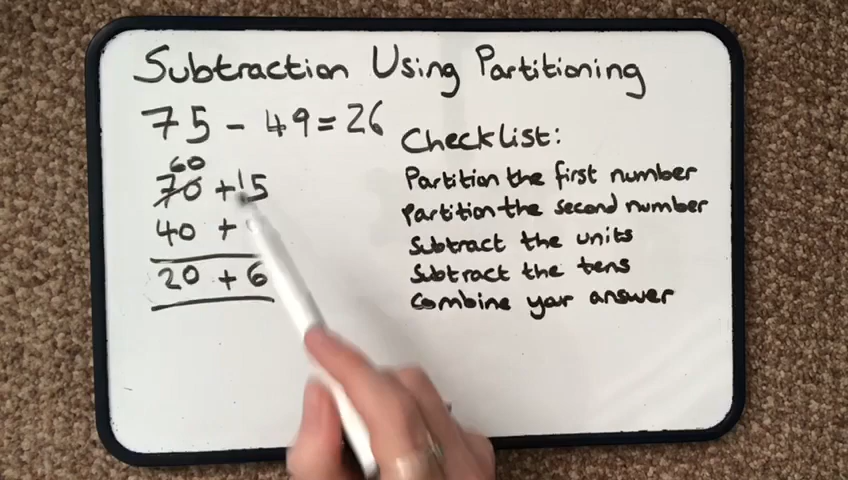 Subtraction Using Partitioning
75 - 49 = 26
Checklist:
60
70 + 15
40 +
20 + 6
Partition the first number
Partition the second number
Subtract the units
Subtract the tens
Combine your answer